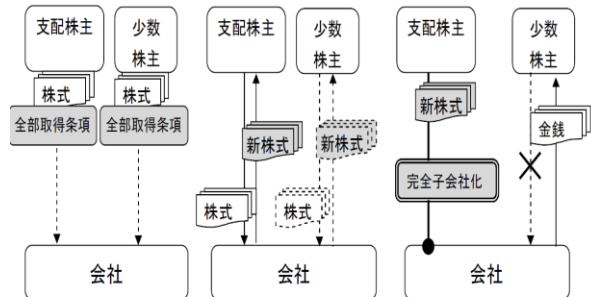 支配株主
少数
株主
株式
株式
全部取得条項
全部取得条項
会社
支配株主
少数
株主
新株式
新株式
株式
株式
会社
支配株主
少数
株主
新株式
金銭
完全子会社化
会社